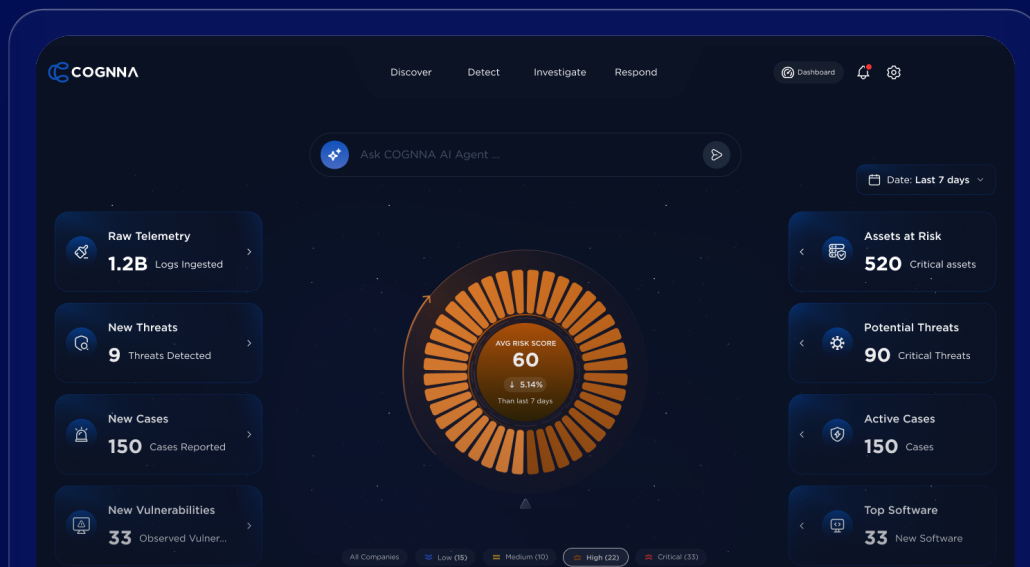 COGNNA
Discover
Detect
Investigate
Respond
Dashboard
Ask COGNNA AI Agent ...
Date: Last 7 days
Raw Telemetry
1.2B Logs Ingested
New Threats
9 Threats Detected
New Cases
150 Cases Reported
New Vulnerabilities
33 Observed Vulner...
AVG RISK SCORE
60
5.14%
Than last 7 days
Assets at Risk
520 Critical assets
Potential Threats
90 Critical Threats
Active Cases
150 Cases
Top Software
33 New Software
All Companies
Low (15)
Medium (10)
High (22)
Critical (33)